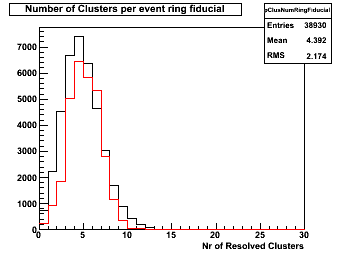 Number of Clusters per event ring fiducial
zClusNumRingFiducial
Entries 38930
Mean 4.392
RMS 2.174
7000
6000
5000
4000
3000
2000
1000
0
0 5 10 15 20 25 30
Nr of Resolved Clusters